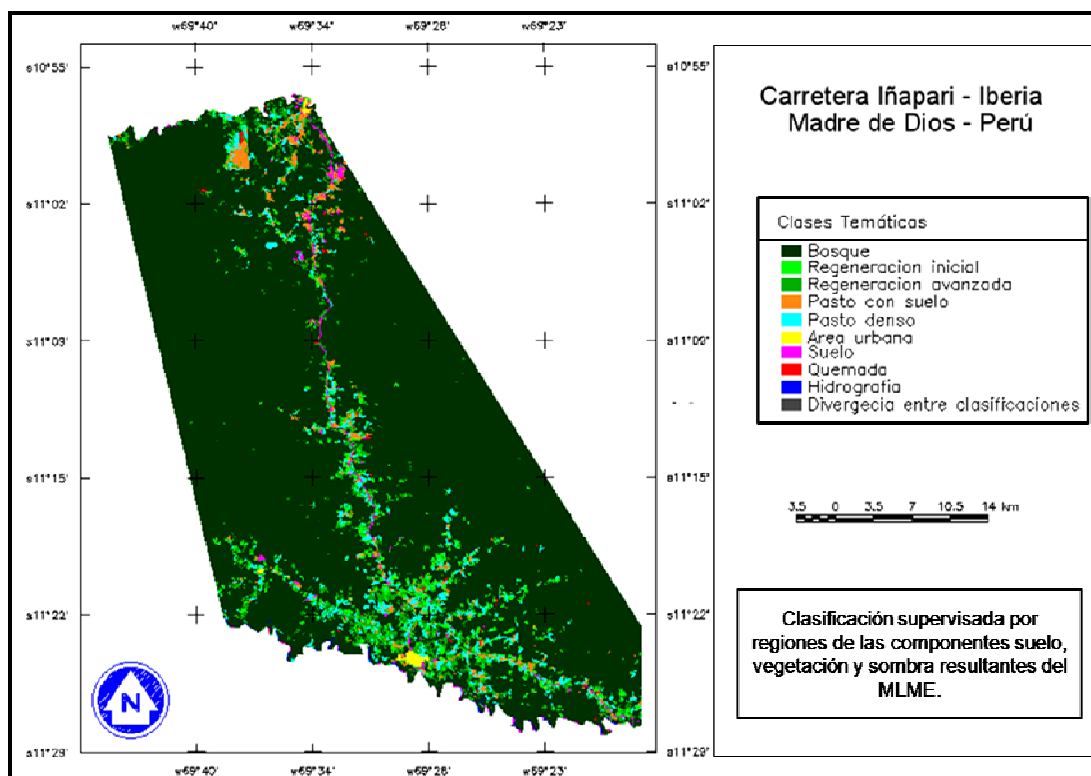 w69°40' w69°34' w69°28' w69°23'
s10°55' s10°55'
s11°02' s11°02'
s11°09' s11°09'
s11°15' s11°15'
s11°22' s11°22'
s11°29' s11°29'
w69°40' w69°34' w69°28' w69°23'
N
Carretera Iñapari - Iberia
Madre de Dios - Perú
Clases Temáticas
Bosque
Regeneracion inicial
Regeneracion avanzada
Pasto con suelo
Pasto denso
Area urbana
Suelo
Quemada
Hidrografia
Divergecia entre clasificaciones
3.5 0 3.5 7 10.5 14 km
Clasificación supervisada por
regiones de las componentes suelo,
vegetación y sombra resultantes del
MLME.